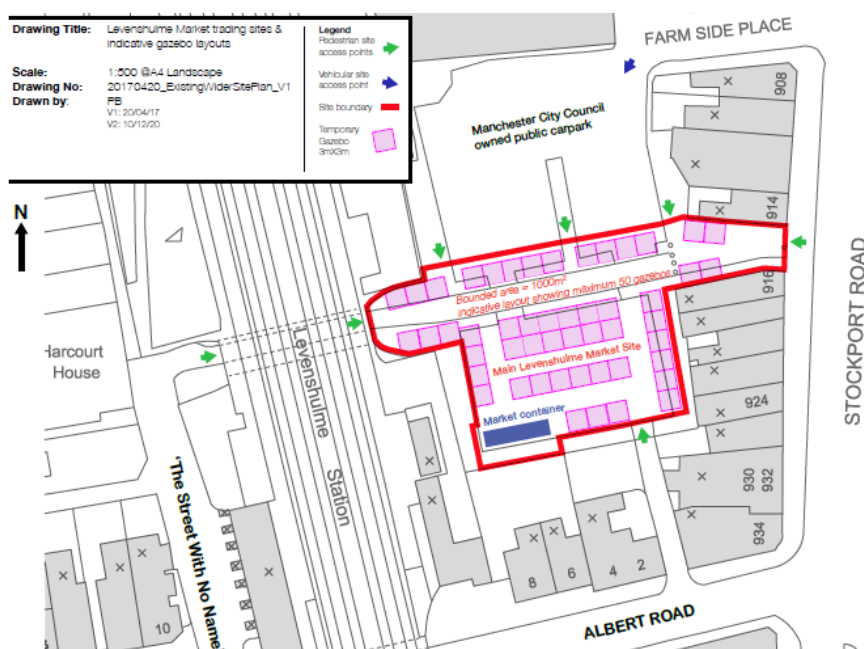 Drawing Title: Levenshulme Market trading sites &
indicative gazebo layouts
Scale: 1:500 @A4 Landscape
Drawing No: 20170420_ExistingWiderSitePlan_V1
Drawn by: PB
V1: 20/04/17
V2: 10/12/20
Legend
Pedestrian site
access points
Vehicular site
access point
Site boundary
Temporary
Gazebo
3mX3m
N
FARM SIDE PLACE
Manchester City Council
owned public carpark
908
914
916
924
930
932
934
STOCKPORT ROAD
Bounded area = 1000m²
indicative layout showing maximum 50 gazebos
Main Levenshulme Market Site
Market container
Harcourt
House
Levenshulme
Station
'The Street With No Name
10
8
6
4
2
ALBERT ROAD